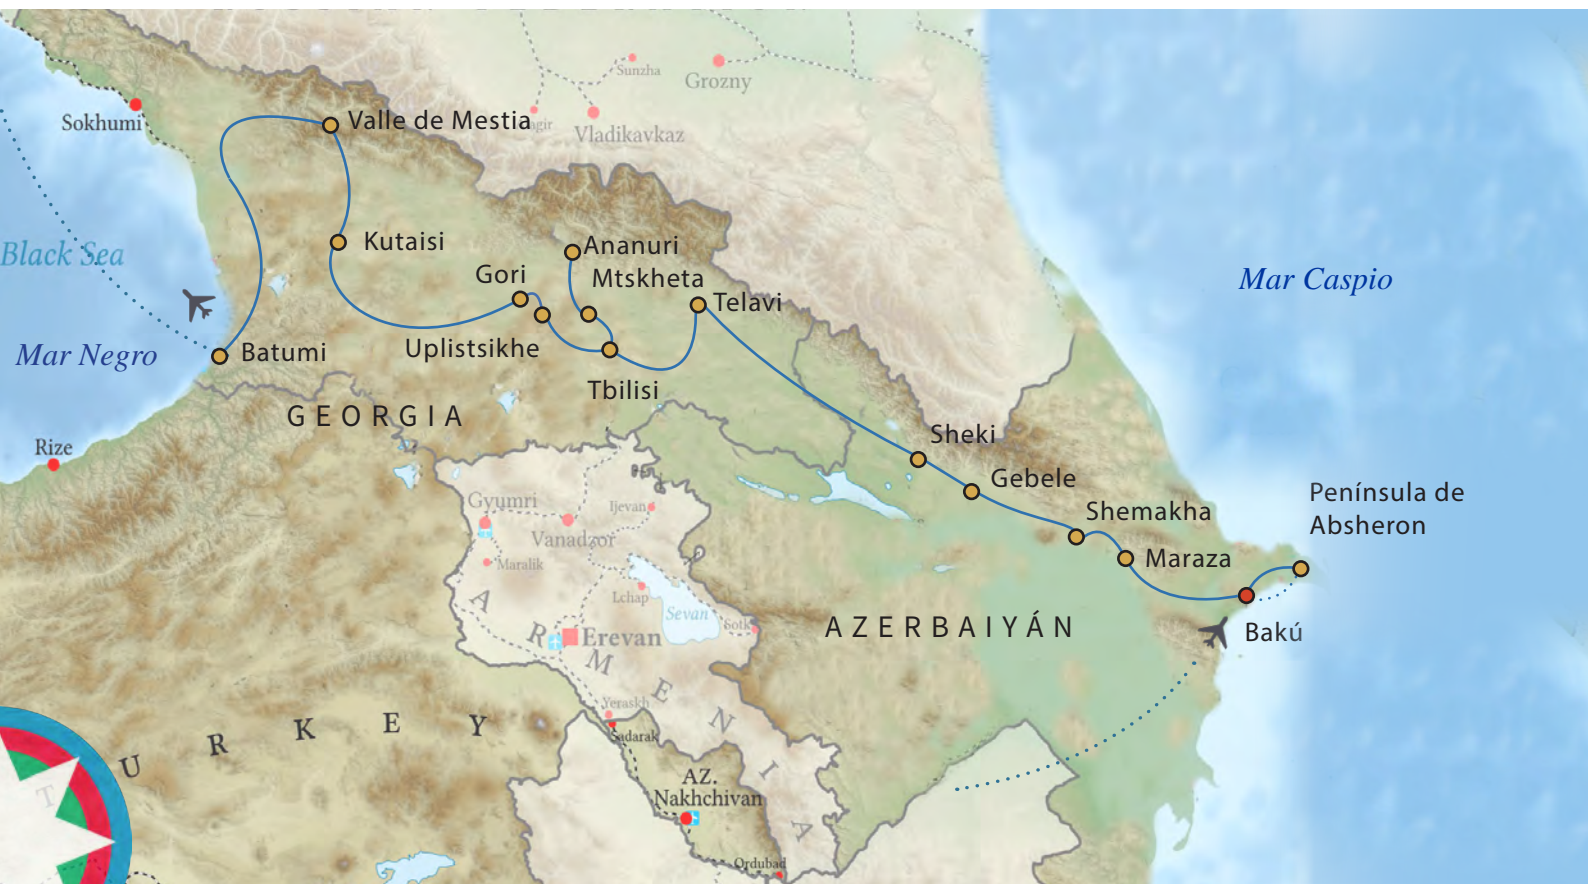 Sunzha
Grozny
Sokhumi
Valle de Mestia
Vladikavkaz
Black Sea
Kutaisi
Ananuri
Gori
Mtskheta
Mar Caspio
Telavi
Mar Negro
Batumi
Uplistsikhe
Tbilisi
GEORGIA
Rize
Sheki
Gebele
Península de
Absheron
Gyumri
Ijevan
Shemakha
Vanadzor
Maralik
Maraza
Lchap
Sevan
Sotk
ARMENIA
Erevan
AZERBAIYÁN
Bakú
Yeraskh
Sadarak
TURKEY
AZ.
Nakhchivan
Ordubad